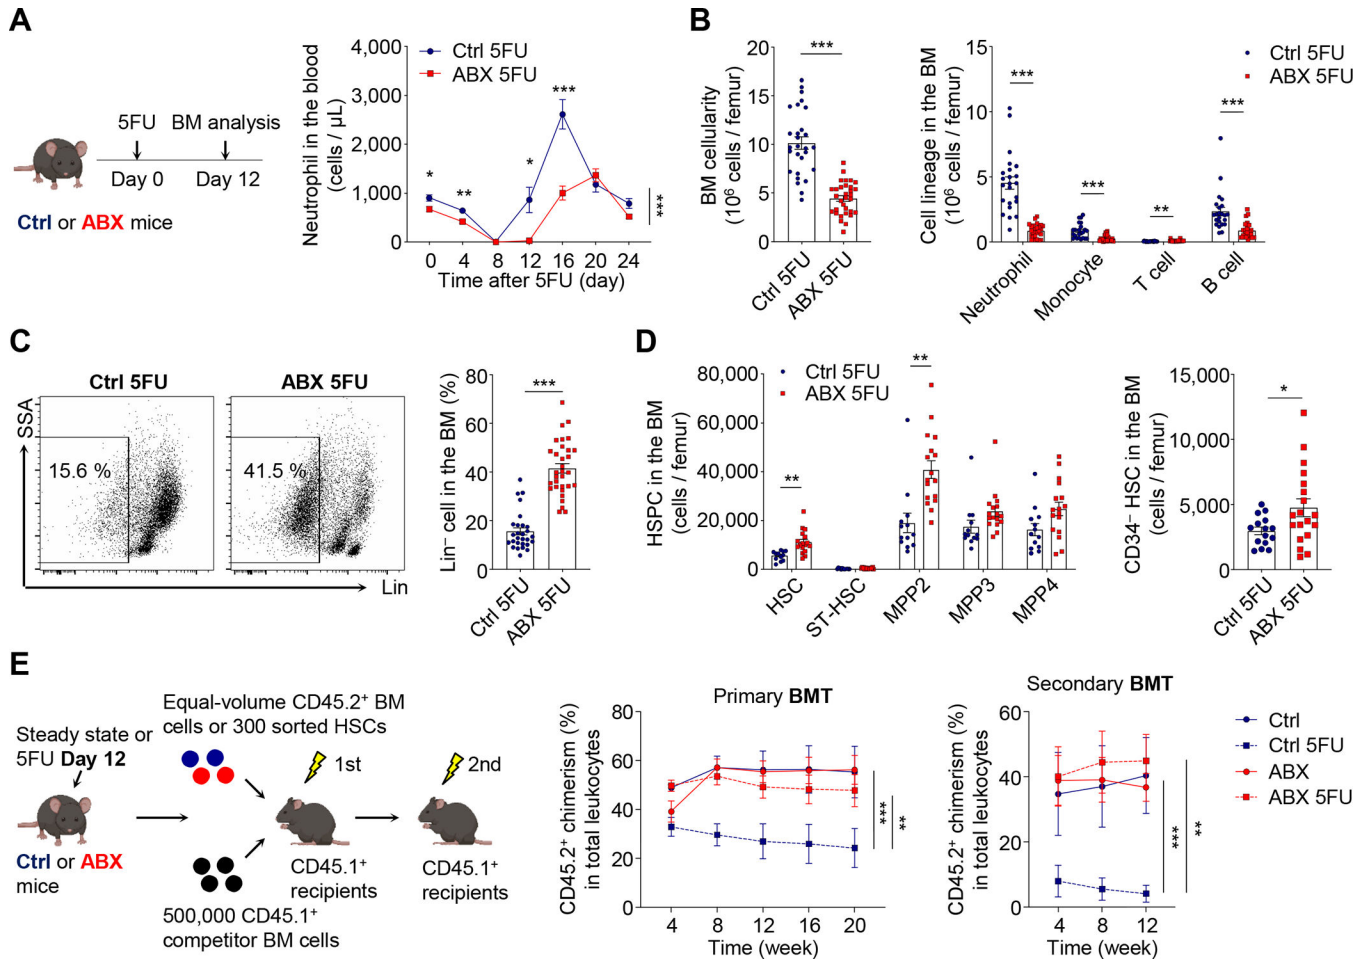 A
5FU BM analysis
Day 0 Day 12
Ctrl or ABX mice
Neutrophil in the blood
(cells / µL)
4,000
3,000
2,000
1,000
0
Ctrl 5FU
ABX 5FU
*
**
*
***
***
0 4 8 12 16 20 24
Time after 5FU (day)
B
BM cellularity
(10⁶ cells / femur)
20
15
10
5
0
***
Ctrl 5FU
ABX 5FU
Cell lineage in the BM
(10⁶ cells / femur)
15
10
5
0
Ctrl 5FU
ABX 5FU
***
***
**
***
Neutrophil
Monocyte
T cell
B cell
C
Ctrl 5FU
ABX 5FU
SSA
15.6 %
41.5 %
Lin
Lin⁻ cell in the BM (%)
80
60
40
20
0
***
Ctrl 5FU
ABX 5FU
D
HSPC in the BM
(cells / femur)
80,000
60,000
40,000
20,000
0
Ctrl 5FU
ABX 5FU
**
**
HSC
ST-HSC
MPP2
MPP3
MPP4
CD34⁻ HSC in the BM
(cells / femur)
15,000
10,000
5,000
0
*
Ctrl 5FU
ABX 5FU
E
Steady state or
5FU Day 12
Ctrl or ABX
mice
Equal-volume CD45.2⁺ BM
cells or 300 sorted HSCs
1st
2nd
CD45.1⁺
recipients
CD45.1⁺
recipients
500,000 CD45.1⁺
competitor BM cells
Primary BMT
CD45.2⁺ chimerism (%)
in total leukocytes
80
60
40
20
0
***
**
4 8 12 16 20
Time (week)
Secondary BMT
CD45.2⁺ chimerism (%)
in total leukocytes
60
40
20
0
***
**
4 8 12
Time (week)
Ctrl
Ctrl 5FU
ABX
ABX 5FU